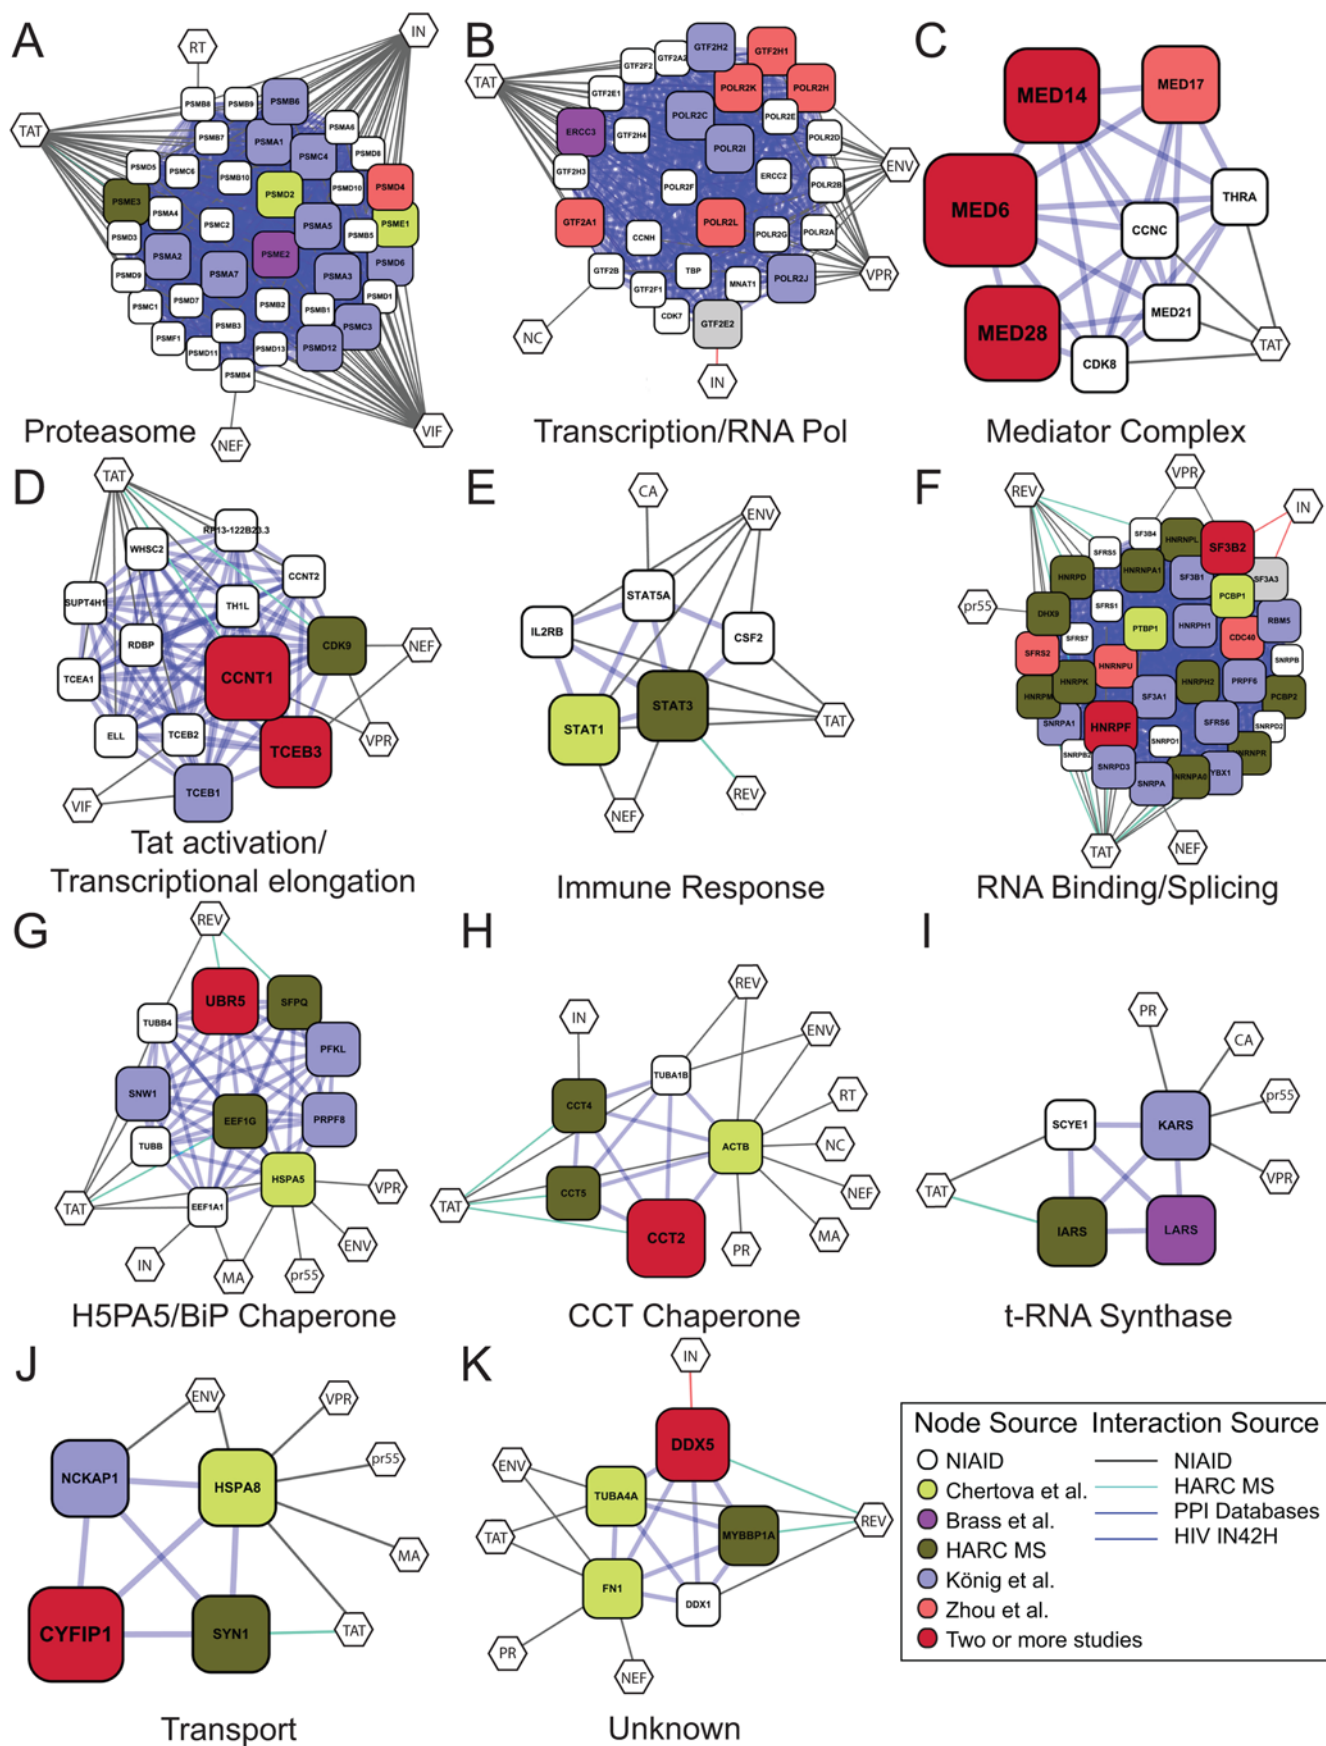 A
RT
IN
TAT
PSMB8
PSMB9
PSMB6
PSMA6
PSMB7
PSMA1
PSMC4
PSMD8
PSMD5
PSMC6
PSMB10
PSMD2
PSMD10
PSMD4
PSME3
PSMA4
PSMC2
PSMA5
PSMB5
PSME1
PSMD3
PSMA2
PSME2
PSMD6
PSMD9
PSMA7
PSMA3
PSMD7
PSMB2
PSMD1
PSMC1
PSMB1
PSMC3
PSMF1
PSMB3
PSMD11
PSMD13
PSMD12
PSMB4
NEF
VIF
Proteasome
B
TAT
GTF2F2
GTF2A2
GTF2H2
GTF2H1
GTF2E1
POLR2K
POLR2H
ERCC3
GTF2H4
POLR2C
POLR2E
POLR2D
POLR2I
ENV
GTF2H3
POLR2F
ERCC2
POLR2B
GTF2A1
POLR2L
POLR2G
POLR2A
CCNH
GTF2B
TBP
MNAT1
POLR2J
VPR
GTF2F1
CDK7
GTF2E2
NC
IN
Transcription/RNA Pol
C
MED14
MED17
MED6
THRA
CCNC
MED28
MED21
CDK8
TAT
Mediator Complex
D
TAT
RP13-122B23.3
WHSC2
CCNT2
SUPT4H1
TH1L
RDBP
CDK9
NEF
TCEA1
CCNT1
ELL
TCEB2
TCEB3
VPR
TCEB1
VIF
Tat activation/
Transcriptional elongation
E
CA
ENV
STAT5A
IL2RB
CSF2
STAT1
STAT3
TAT
REV
NEF
Immune Response
F
REV
VPR
IN
SF3B4
HNRNPL
SF3B2
SFRS5
HNRPD
HNRNPA1
SF3B1
SF3A3
PCBP1
pr55
DHX9
SFRS1
PTBP1
HNRPH1
RBM5
SFRS7
CDC40
SFRS2
HNRNPU
SNRPB
HNRPM
HNRPK
HNRPH2
PRPF6
PCBP2
SF3A1
SNRPA1
HNRPF
SFRS6
SNRPD2
SNRPB2
SNRPD1
HNRNPR
SNRPD3
SNRPA
HNRNPA0
YBX1
TAT
NEF
RNA Binding/Splicing
G
REV
UBR5
SFPQ
TUBB4
PFKL
SNW1
EEF1G
PRPF8
TUBB
HSPA5
TAT
EEF1A1
VPR
IN
MA
pr55
ENV
H5PA5/BiP Chaperone
H
REV
IN
ENV
TUBA1B
CCT4
RT
ACTB
NC
CCT5
NEF
TAT
CCT2
PR
MA
CCT Chaperone
I
PR
CA
pr55
SCYE1
KARS
TAT
VPR
IARS
LARS
t-RNA Synthase
J
ENV
VPR
NCKAP1
HSPA8
pr55
MA
CYFIP1
SYN1
TAT
Transport
K
IN
DDX5
ENV
TUBA4A
TAT
MYBBP1A
REV
FN1
DDX1
PR
NEF
Unknown
Node Source
NIAID
Chertova et al.
Brass et al.
HARC MS
König et al.
Zhou et al.
Two or more studies
Interaction Source
NIAID
HARC MS
PPI Databases
HIV IN42H